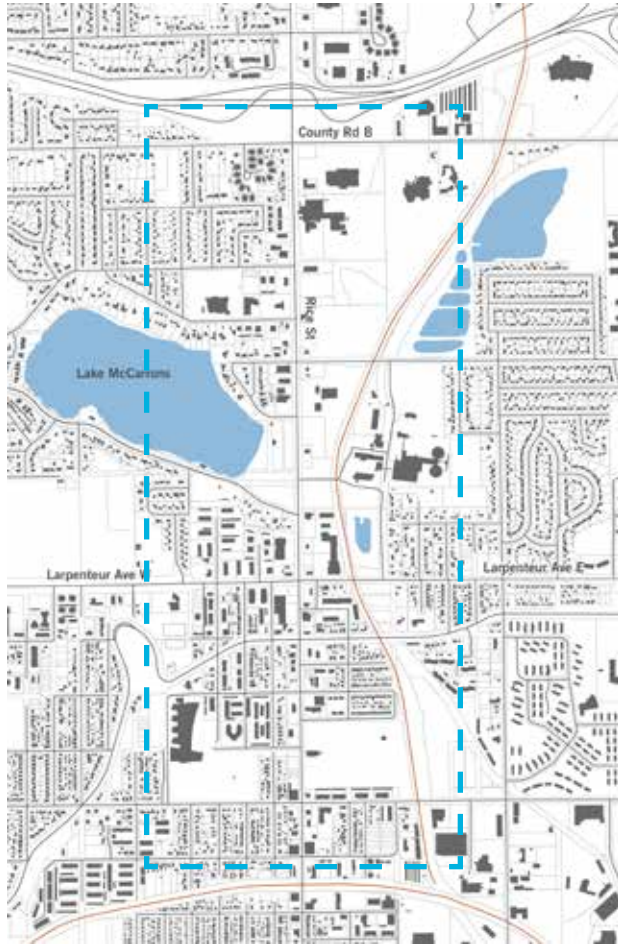 County Rd B
Rice St
Lake McCarrons
Larpenteur Ave W
Larpenteur Ave E